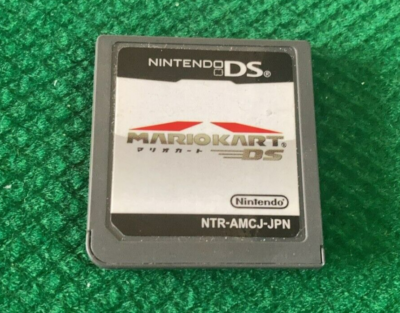 NINTENDO DS®
MARIOKART®
マリオカート DS
Nintendo
NTR-AMCJ-JPN